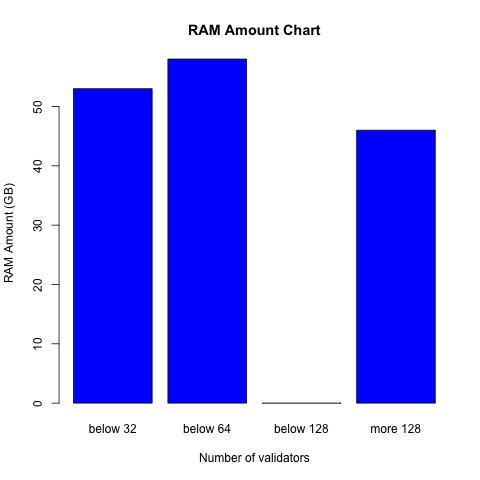 RAM Amount Chart
RAM Amount (GB)
50
40
30
20
10
0
below 32
below 64
below 128
more 128
Number of validators